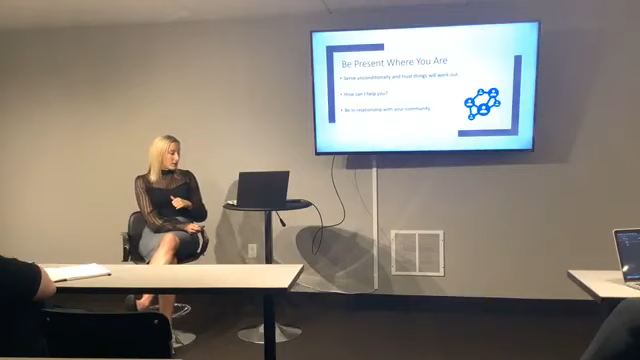 Be Present Where You Are
• Serve unconditionally and trust things will work out
• How can I help you?
• Be in relationship with your community